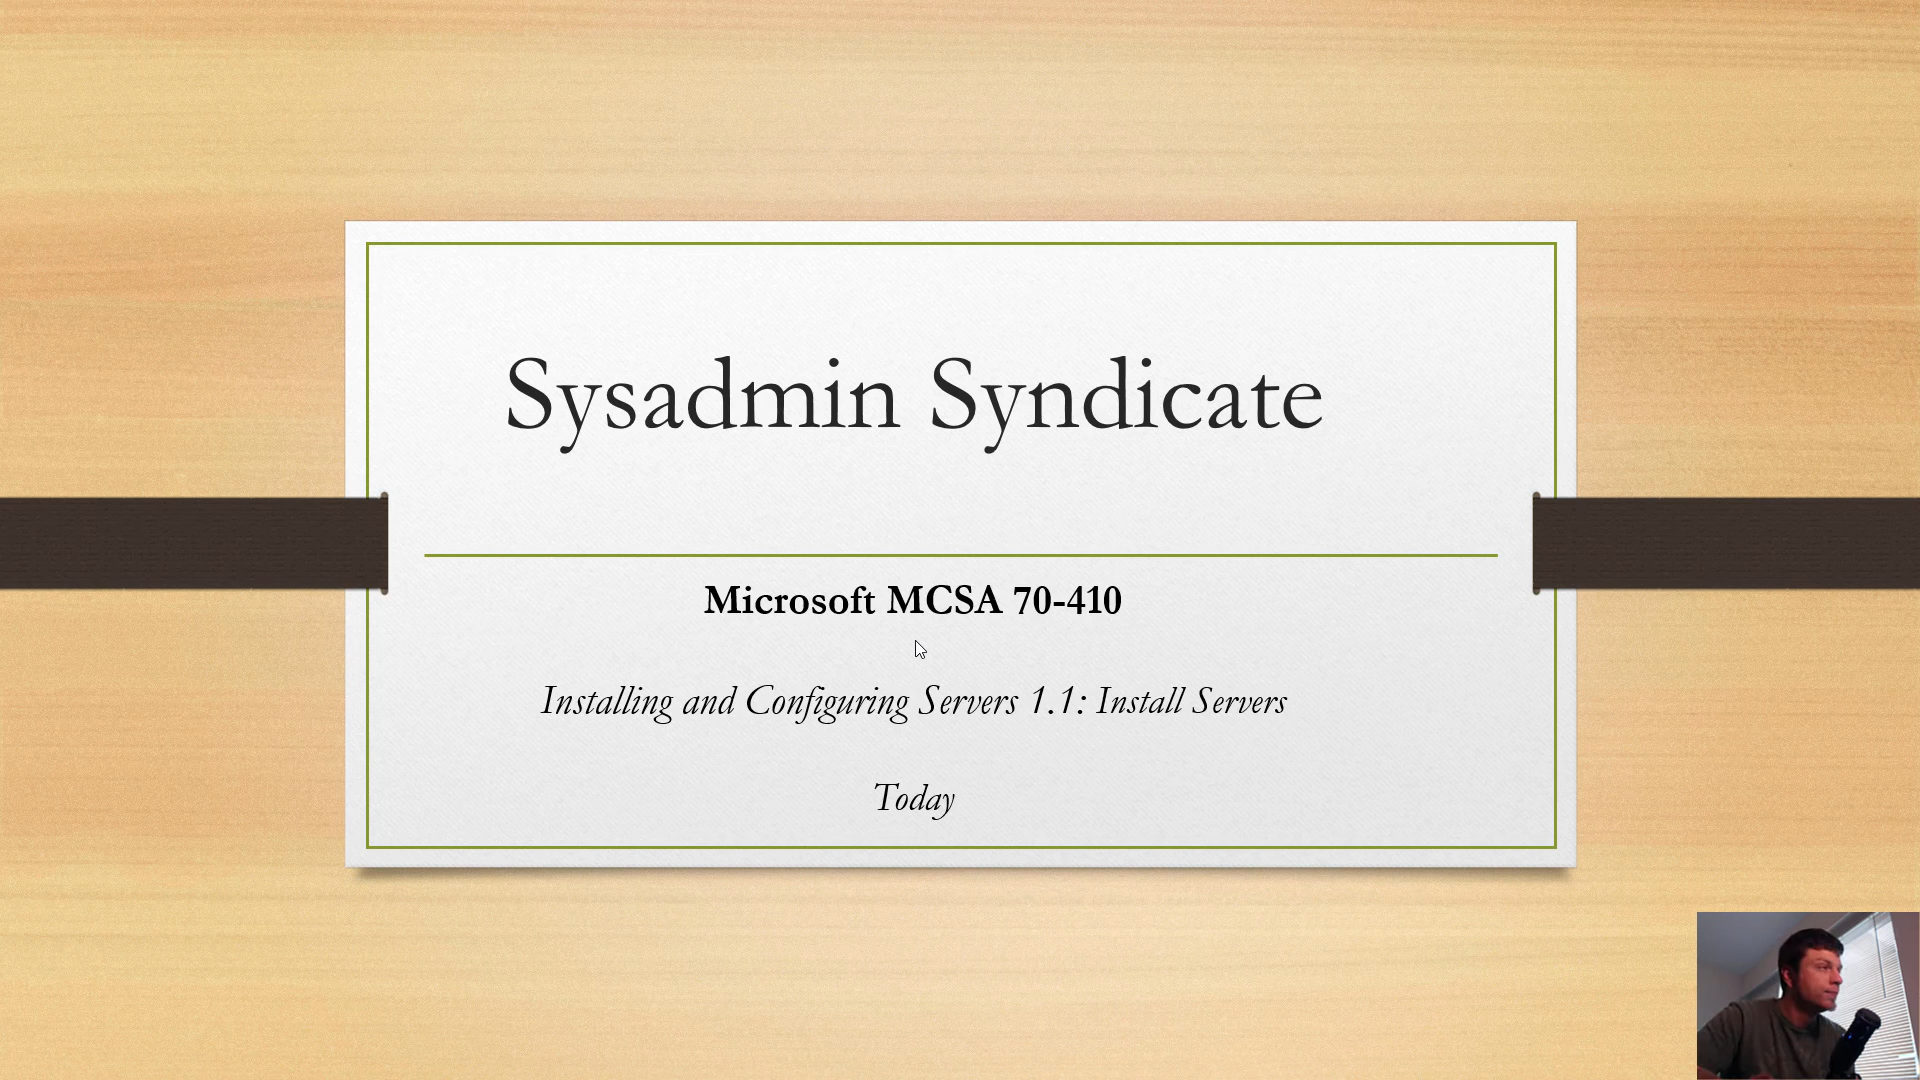 Sysadmin Syndicate
Microsoft MCSA 70-410
Installing and Configuring Servers 1.1: Install Servers
Today